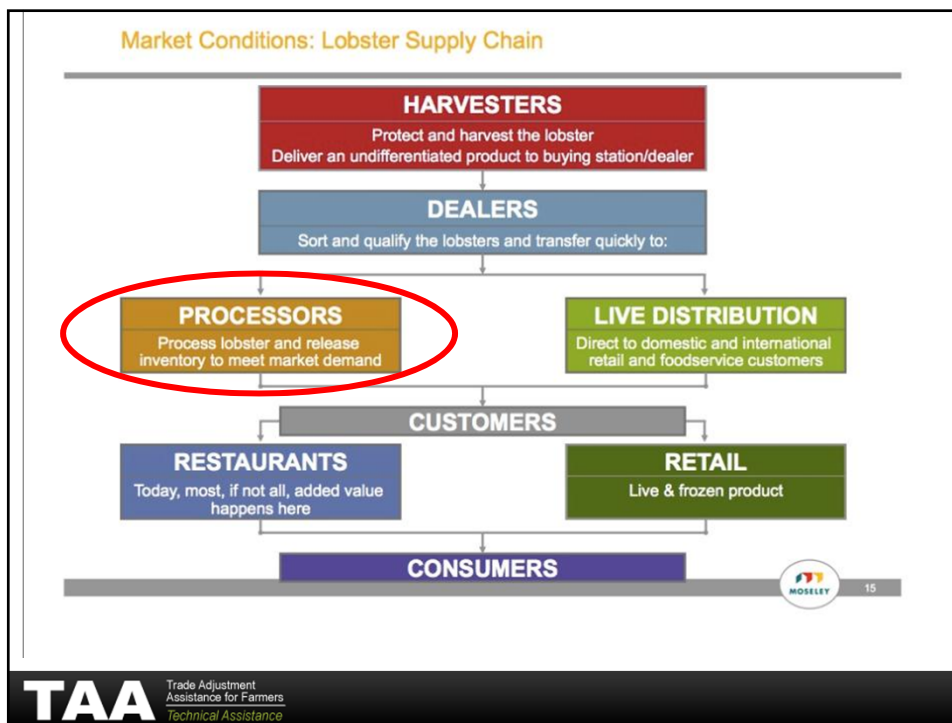 Market Conditions: Lobster Supply Chain
HARVESTERS
Protect and harvest the lobster
Deliver an undifferentiated product to buying station/dealer
DEALERS
Sort and qualify the lobsters and transfer quickly to:
PROCESSORS
Process lobster and release
inventory to meet market demand
LIVE DISTRIBUTION
Direct to domestic and international
retail and foodservice customers
CUSTOMERS
RESTAURANTS
Today, most, if not all, added value
happens here
RETAIL
Live & frozen product
CONSUMERS
MOSELEY
15
TAA
Trade Adjustment
Assistance for Farmers
Technical Assistance